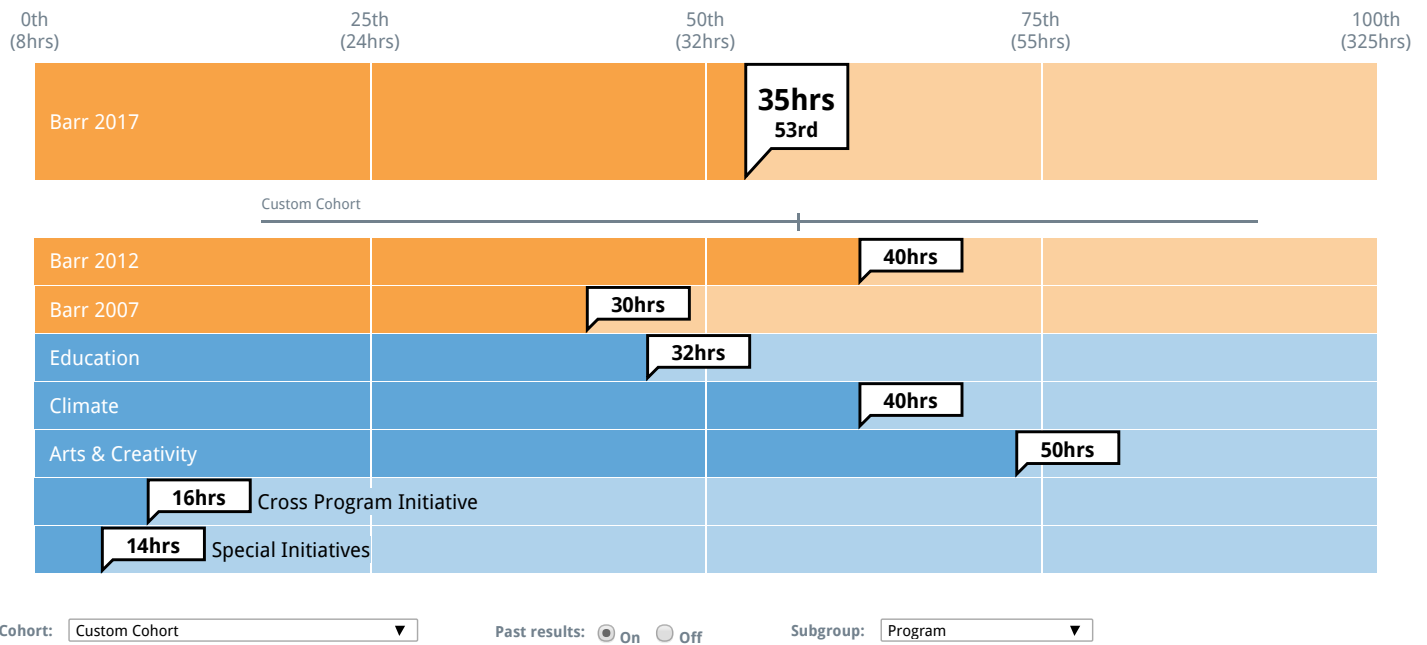 0th 25th 50th 75th 100th
(8hrs) (24hrs) (32hrs) (55hrs) (325hrs)
Barr 2017
35hrs
53rd
Custom Cohort
Barr 2012 40hrs
Barr 2007 30hrs
Education 32hrs
Climate 40hrs
Arts & Creativity 50hrs
16hrs Cross Program Initiative
14hrs Special Initiatives
Cohort: Custom Cohort ▼ Past results: On Off Subgroup: Program ▼